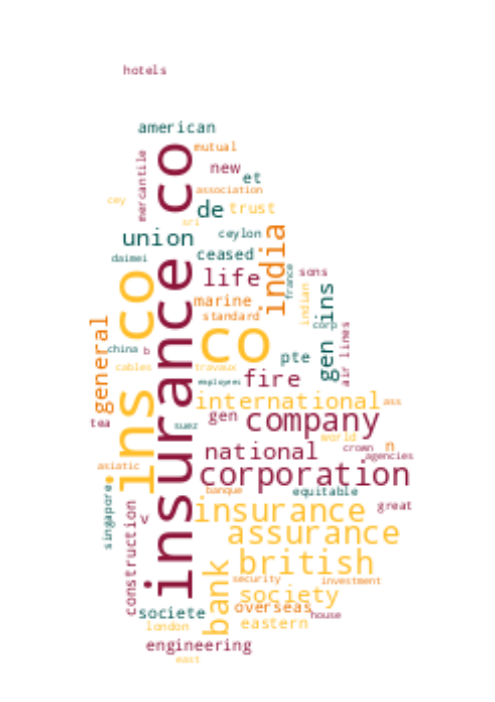 hotels
american
mutual
mercantile
insurance co
new
et
association
cey
de
trust
sri
union
ceylon
india
daimei
ceased
france
life
sons
ins co
marine
indian
gen ins
standard
corp
general
co
air lines
china
b
pte
cables
travaux
fire
employees
international
ass
tea
suez
gen
company
world
n
national
crown
agencies
asiatic
corporation
singapore
banque
equitable
construction
v
insurance
great
assurance
british
bank
security
investment
society
societe
overseas
house
london
eastern
engineering
east